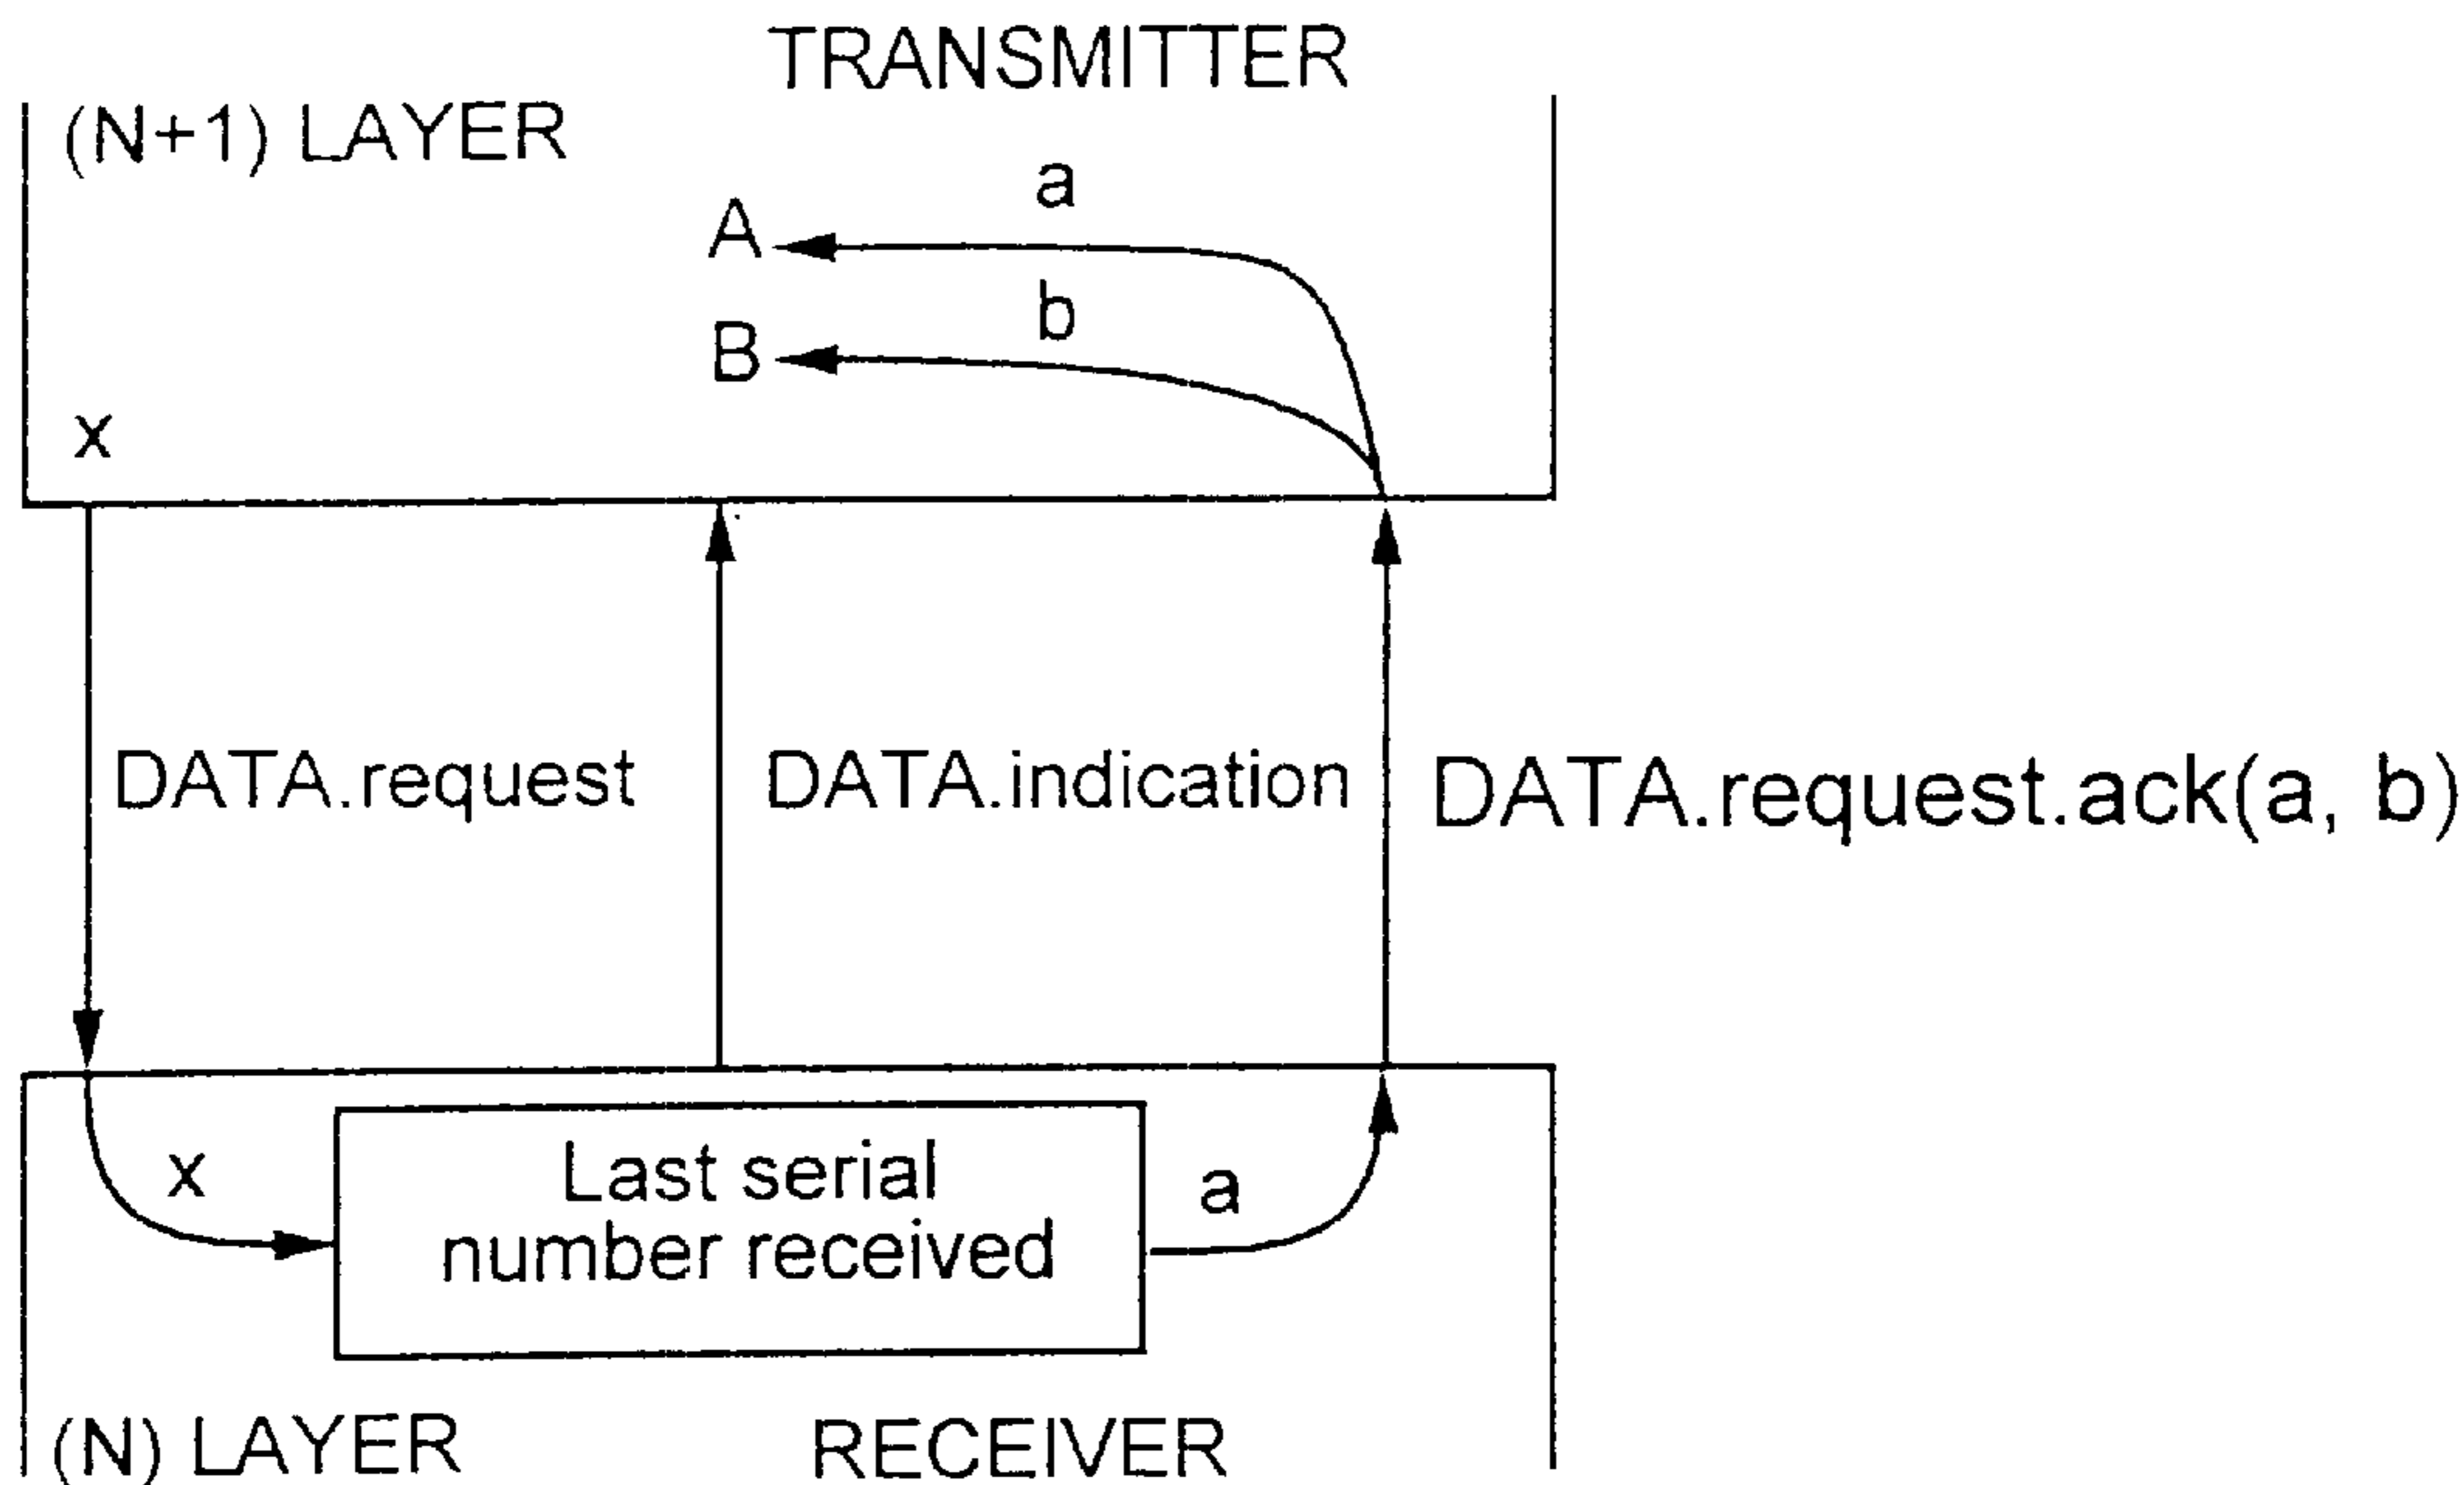 TRANSMITTER
(N+1) LAYER
a
A
b
B
x
DATA.request
DATA.indication
DATA.request.ack(a, b)
x
Last serial
number received
a
(N) LAYER
RECEIVER